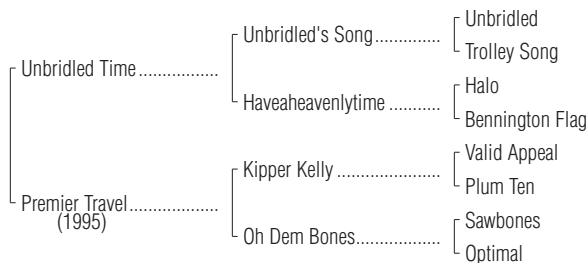 Unbridled
Unbridled's Song..............
Trolley Song
Unbridled Time.................
Halo
Haveaheavenlytime ...........
Bennington Flag
Valid Appeal
Kipper Kelly ......................
Plum Ten
Premier Travel...................
(1995)
Sawbones
Oh Dem Bones..................
Optimal